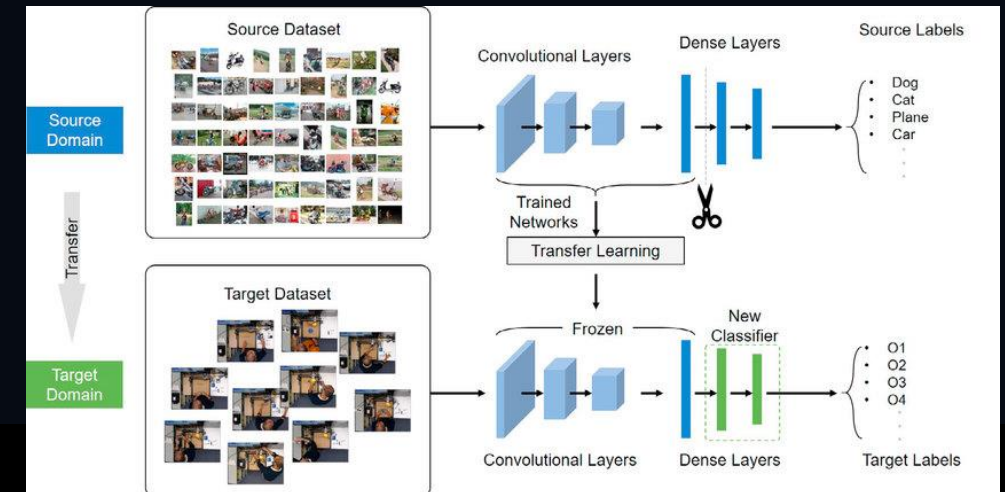 Source Dataset
Convolutional Layers
Dense Layers
Source Labels
• Dog
• Cat
• Plane
• Car
Source
Domain
Trained
Networks
Transfer Learning
Transfer
Target Dataset
Frozen
New
Classifier
• O1
• O2
• O3
• O4
Target
Domain
Convolutional Layers
Dense Layers
Target Labels